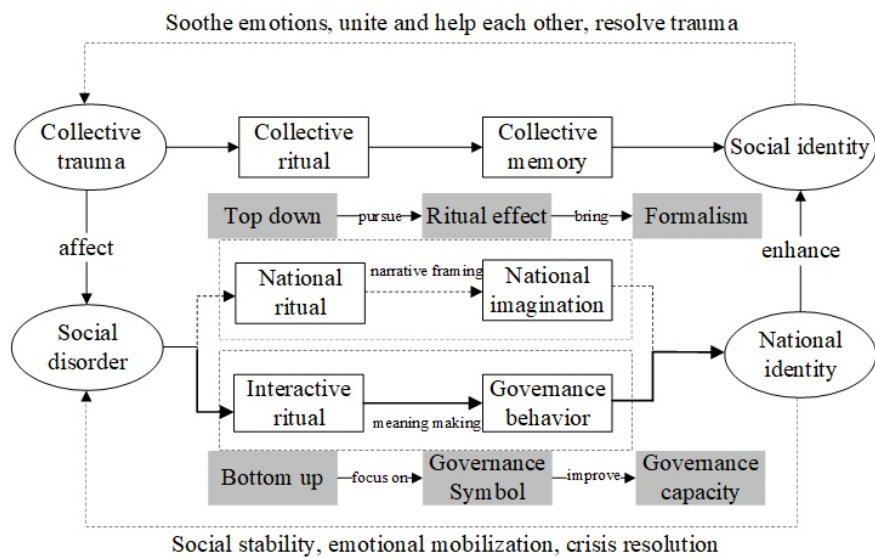 Soothe emotions, unite and help each other, resolve trauma
Collective
trauma
Collective
ritual
Collective
memory
Social identity
Top down
pursue
Ritual effect
bring
Formalism
affect
enhance
National
ritual
narrative framing
National
imagination
Social
disorder
National
identity
Interactive
ritual
meaning making
Governance
behavior
Bottom up
focus on
Governance
Symbol
improve
Governance
capacity
Social stability, emotional mobilization, crisis resolution